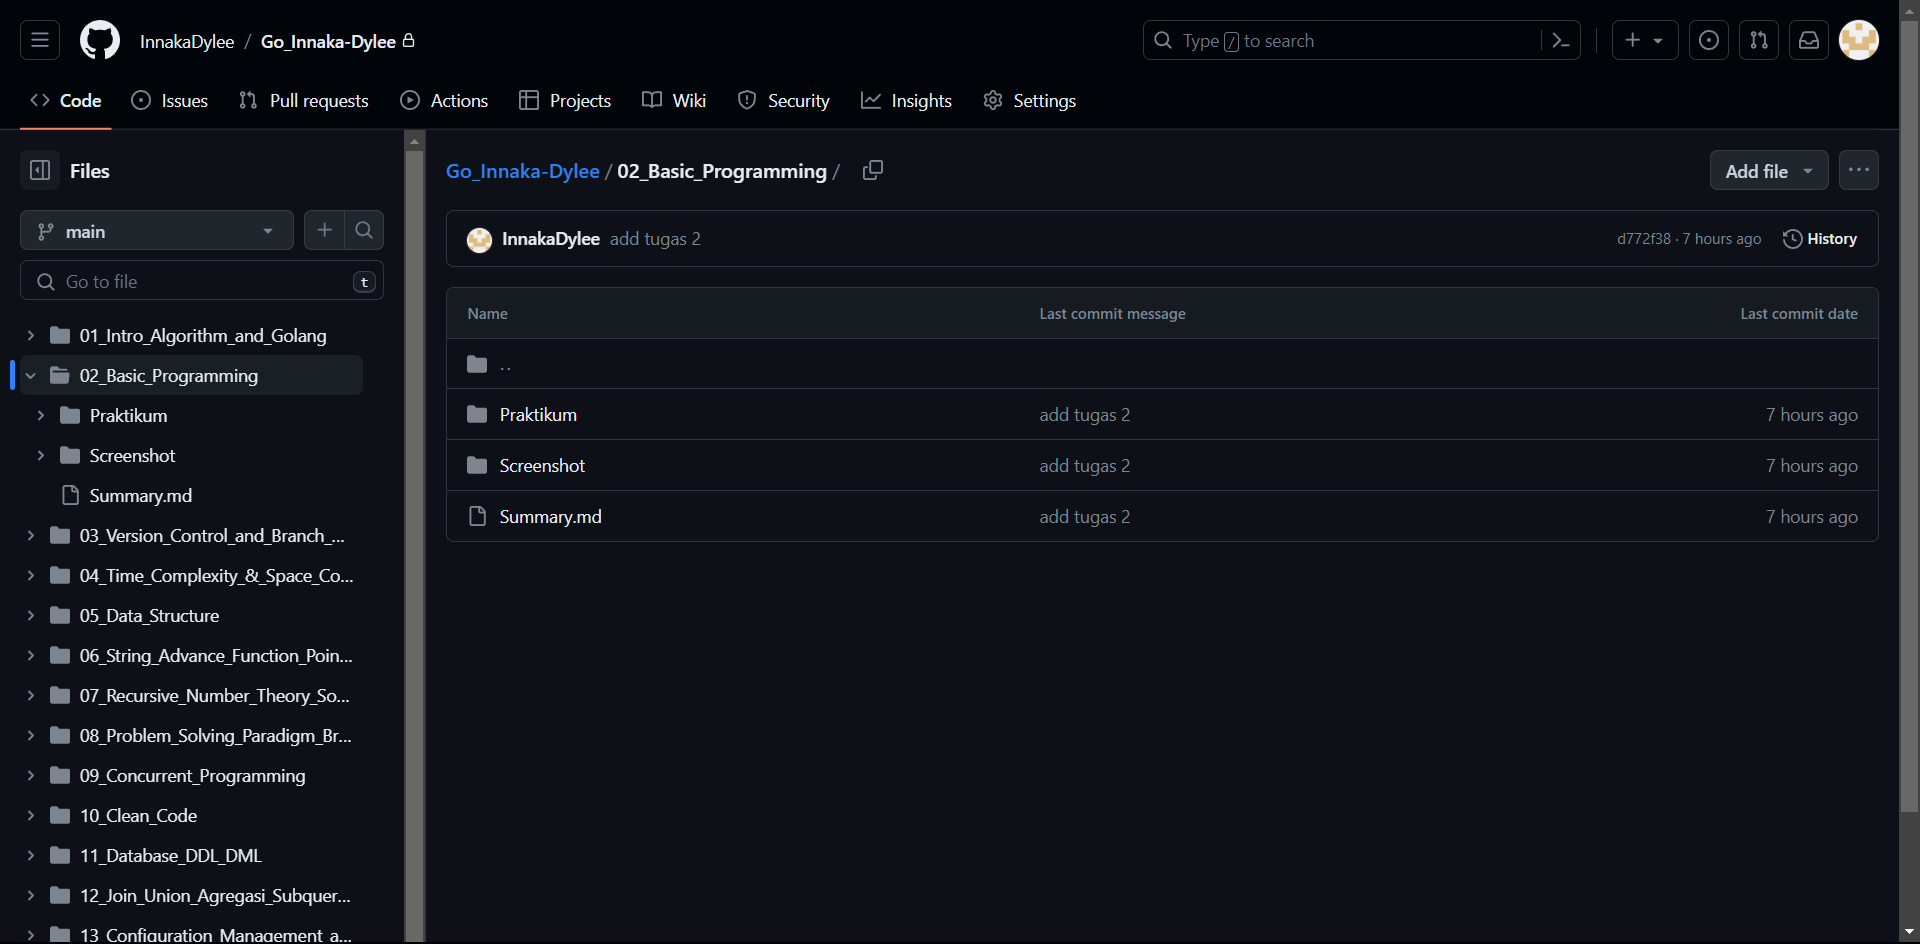 InnakaDylee / Go_Innaka-Dylee
Type / to search
Code
Issues
Pull requests
Actions
Projects
Wiki
Security
Insights
Settings
Files
main
Go to file
t
01_Intro_Algorithm_and_Golang
02_Basic_Programming
Praktikum
Screenshot
Summary.md
03_Version_Control_and_Branch_...
04_Time_Complexity_&_Space_Co...
05_Data_Structure
06_String_Advance_Function_Poin...
07_Recursive_Number_Theory_So...
08_Problem_Solving_Paradigm_Br...
09_Concurrent_Programming
10_Clean_Code
11_Database_DDL_DML
12_Join_Union_Agregasi_Subquer...
13_Configuration_Management_a...
Go_Innaka-Dylee / 02_Basic_Programming /
Add file
InnakaDylee add tugas 2
d772f38 · 7 hours ago
History
Name Last commit message Last commit date
..
Praktikum add tugas 2 7 hours ago
Screenshot add tugas 2 7 hours ago
Summary.md add tugas 2 7 hours ago